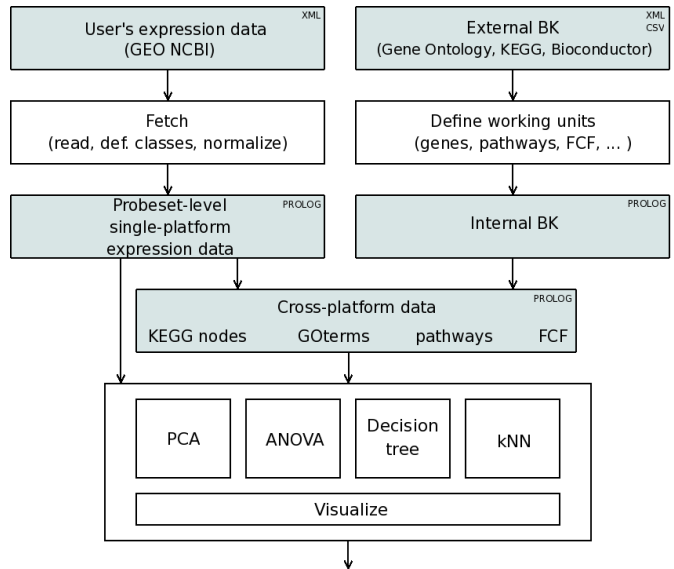 User's expression data
(GEO NCBI)
XML
External BK
(Gene Ontology, KEGG, Bioconductor)
XML
CSV
Fetch
(read, def. classes, normalize)
Define working units
(genes, pathways, FCF, ... )
Probeset-level
single-platform
expression data
PROLOG
Internal BK
PROLOG
Cross-platform data
PROLOG
KEGG nodes GOterms pathways FCF
PCA
ANOVA
Decision
tree
kNN
Visualize